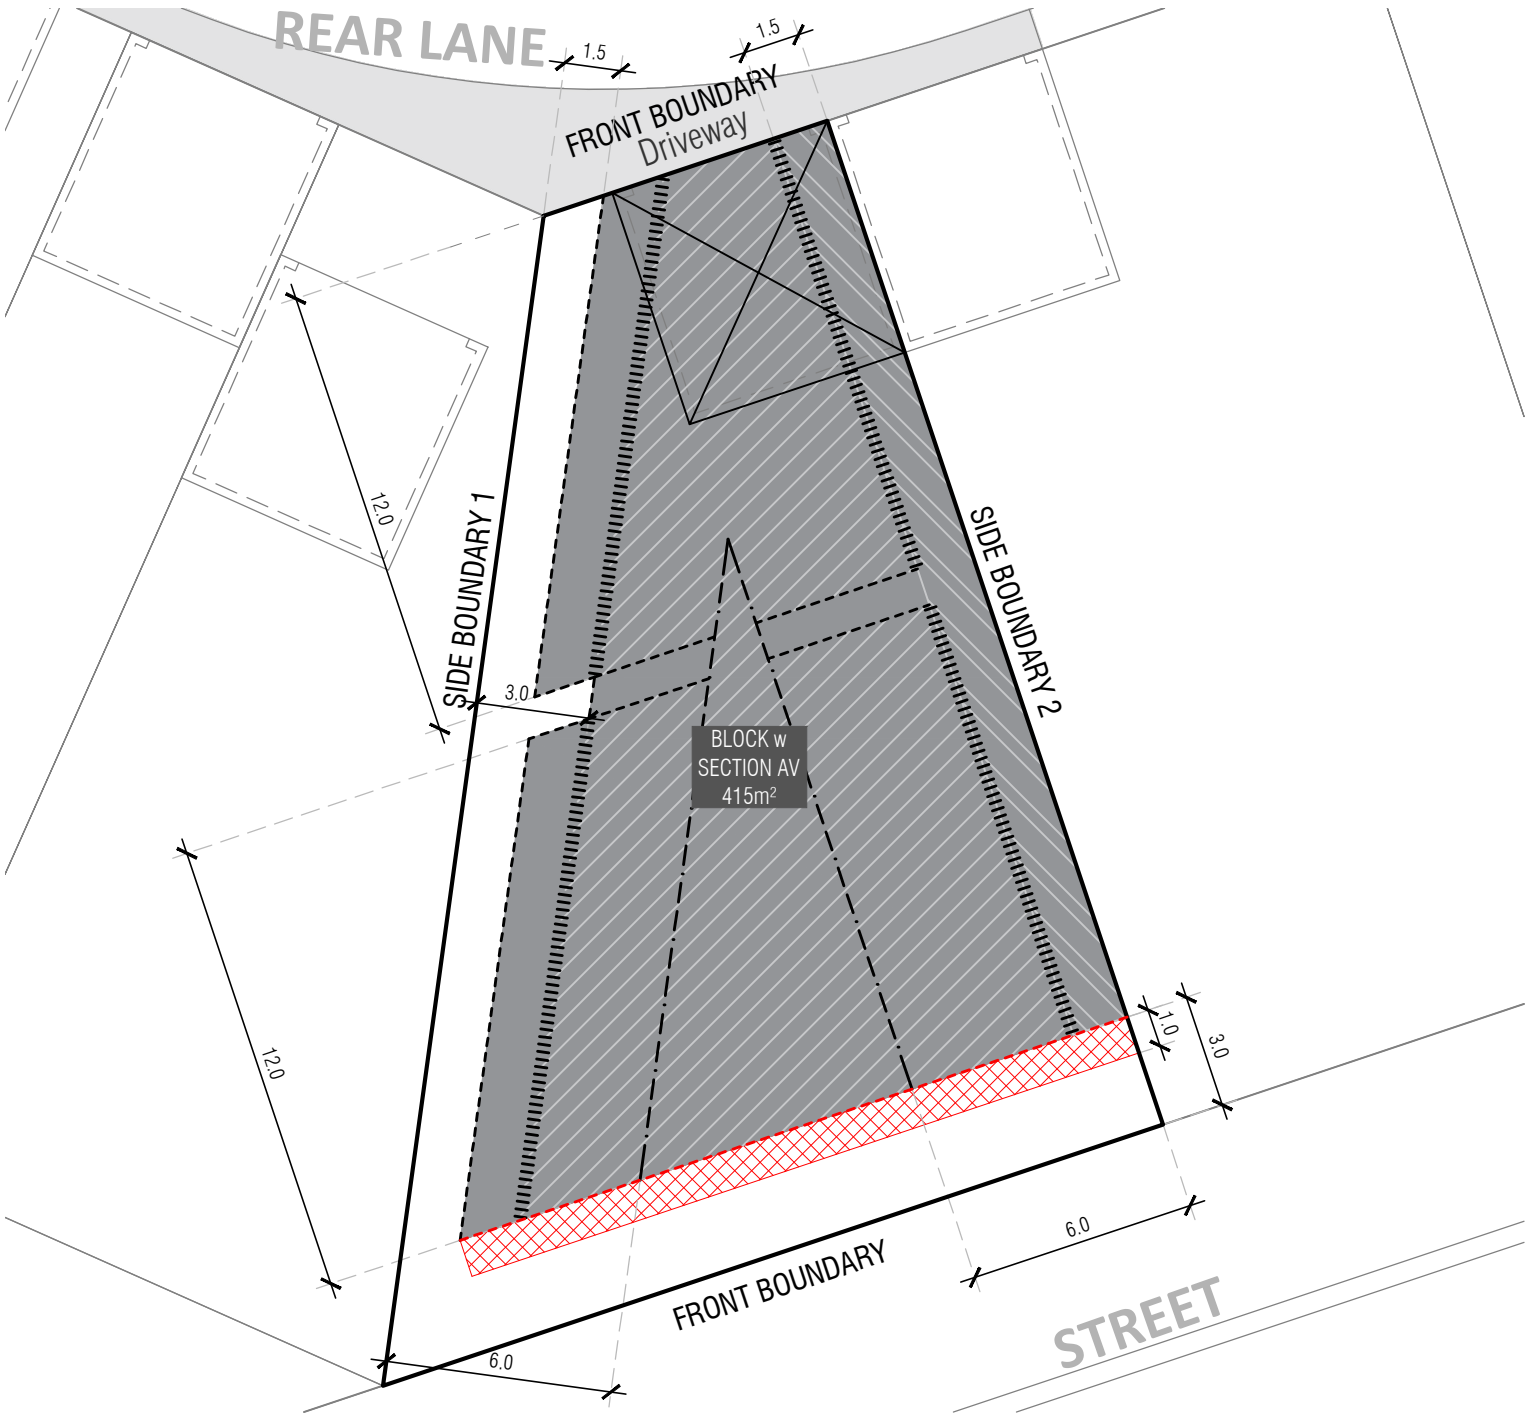 REAR LANE
1.5
1.5
FRONT BOUNDARY
Driveway
12.0
SIDE BOUNDARY 1
SIDE BOUNDARY 2
3.0
BLOCK w
SECTION AV
415m²
12.0
1.0
3.0
6.0
FRONT BOUNDARY
STREET
6.0